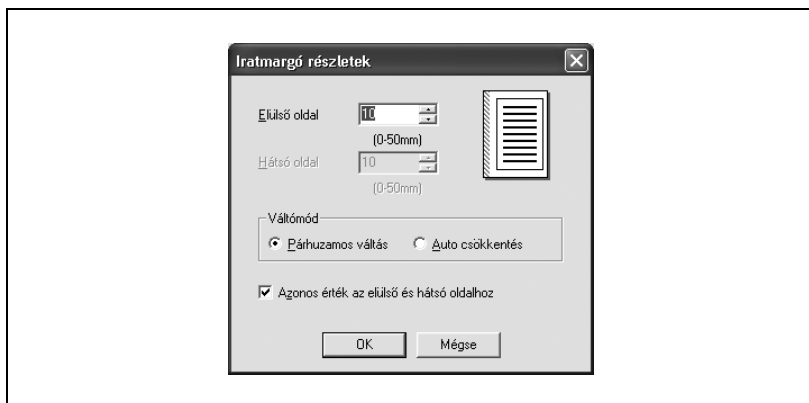 Iratmargó részletek
Elülső oldal 10
(0-50mm)
Hátsó oldal 10
(0-50mm)
Váltómód
Párhuzamos váltás Auto csökkentés
Azonos érték az elülső és hátsó oldalhoz
OK Mégse